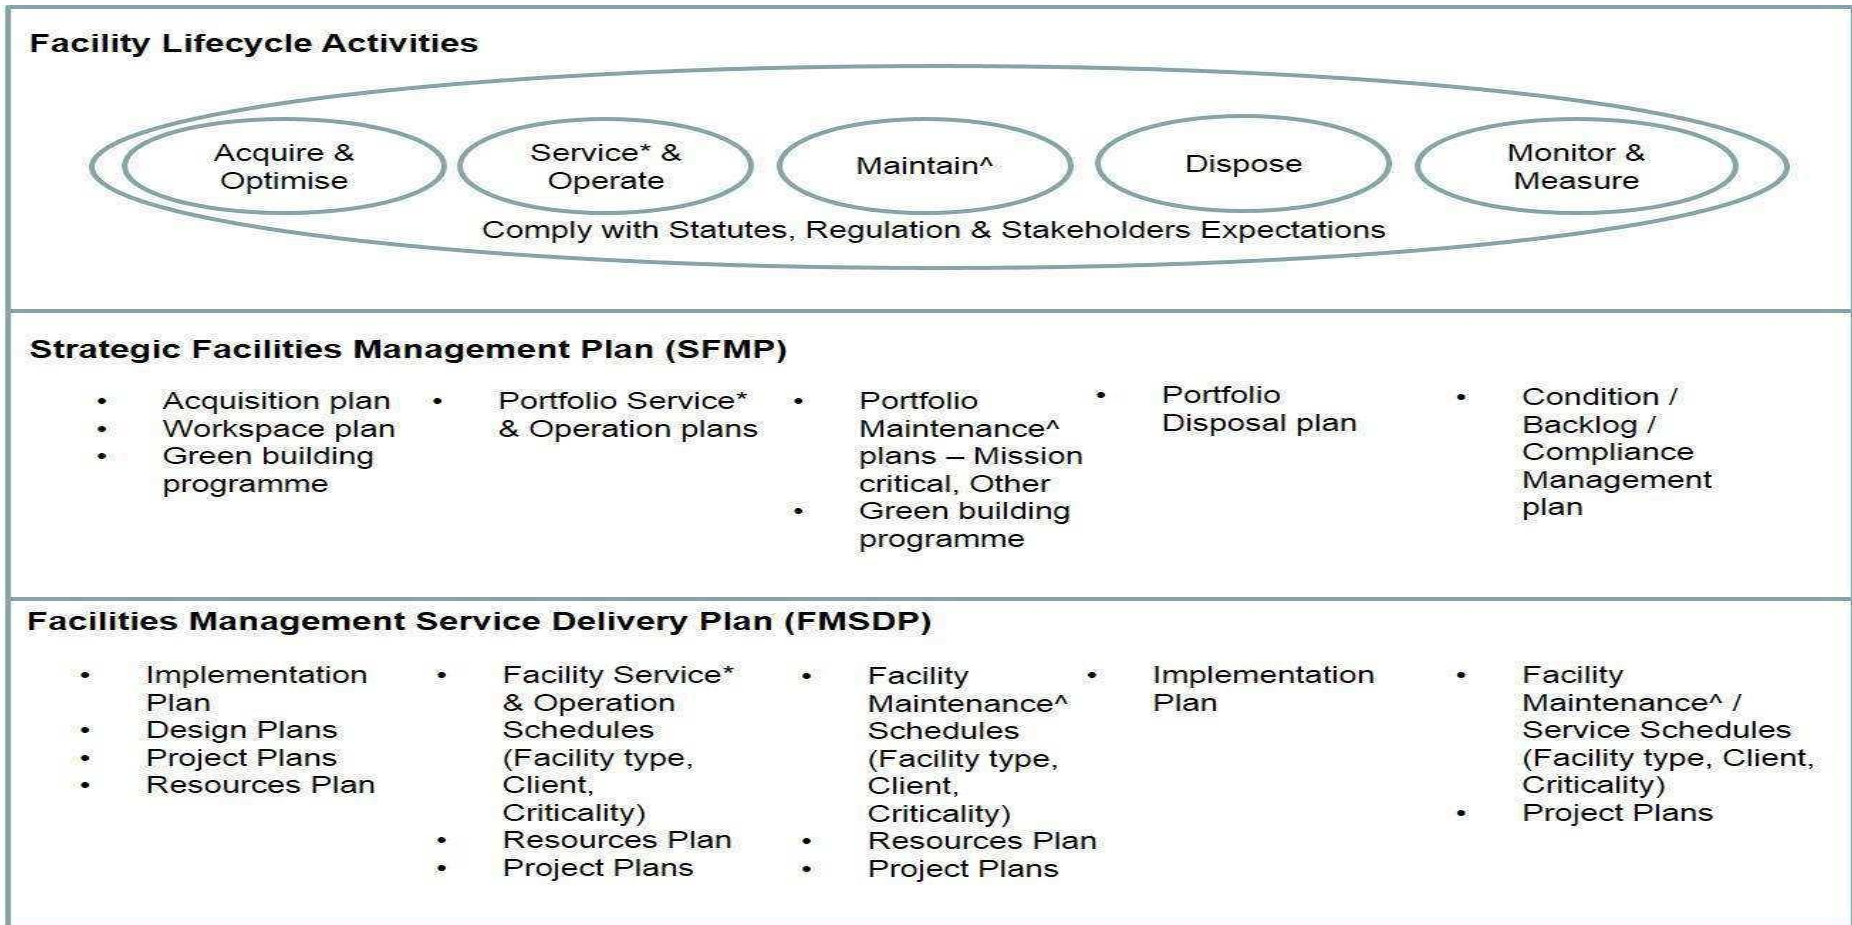 Facility Lifecycle Activities
Acquire &
Optimise
Service* &
Operate
Maintain^
Dispose
Monitor &
Measure
Comply with Statutes, Regulation & Stakeholders Expectations
Strategic Facilities Management Plan (SFMP)
• Acquisition plan
• Workspace plan
• Green building
programme
• Portfolio Service*
& Operation plans
• Portfolio
Maintenance^
plans – Mission
critical, Other
• Green building
programme
• Portfolio
Disposal plan
• Condition /
Backlog /
Compliance
Management
plan
Facilities Management Service Delivery Plan (FMSDP)
• Implementation
Plan
• Design Plans
• Project Plans
• Resources Plan
• Facility Service*
& Operation
Schedules
(Facility type,
Client,
Criticality)
• Resources Plan
• Project Plans
• Facility
Maintenance^
Schedules
(Facility type,
Client,
Criticality)
• Resources Plan
• Project Plans
• Implementation
Plan
• Facility
Maintenance^ /
Service Schedules
(Facility type, Client,
Criticality)
• Project Plans